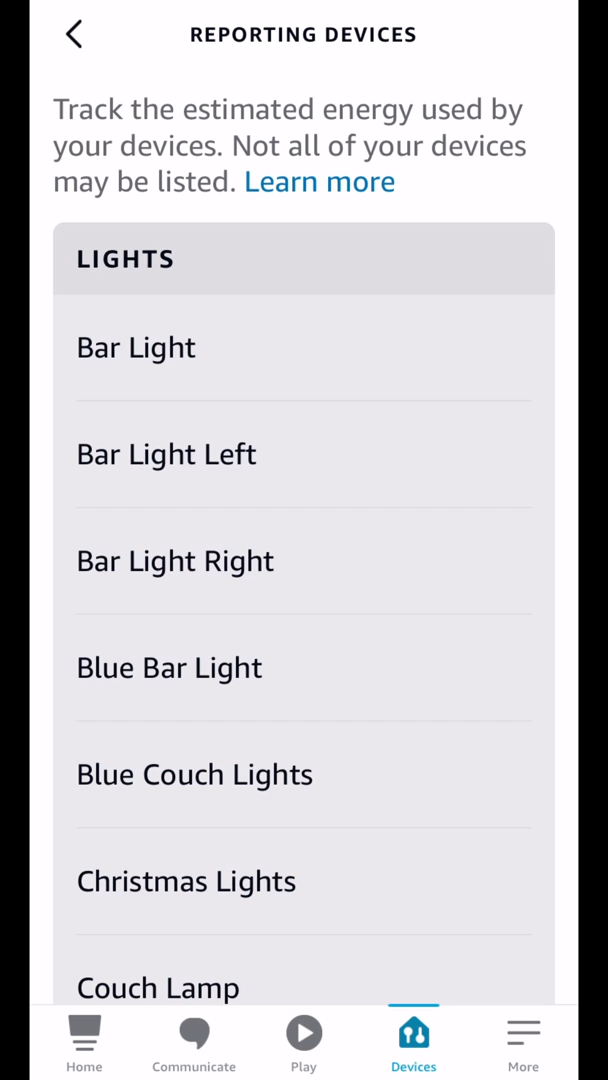 REPORTING DEVICES
Track the estimated energy used by
your devices. Not all of your devices
may be listed. Learn more
LIGHTS
Bar Light
Bar Light Left
Bar Light Right
Blue Bar Light
Blue Couch Lights
Christmas Lights
Couch Lamp
Home
Communicate
Play
Devices
More